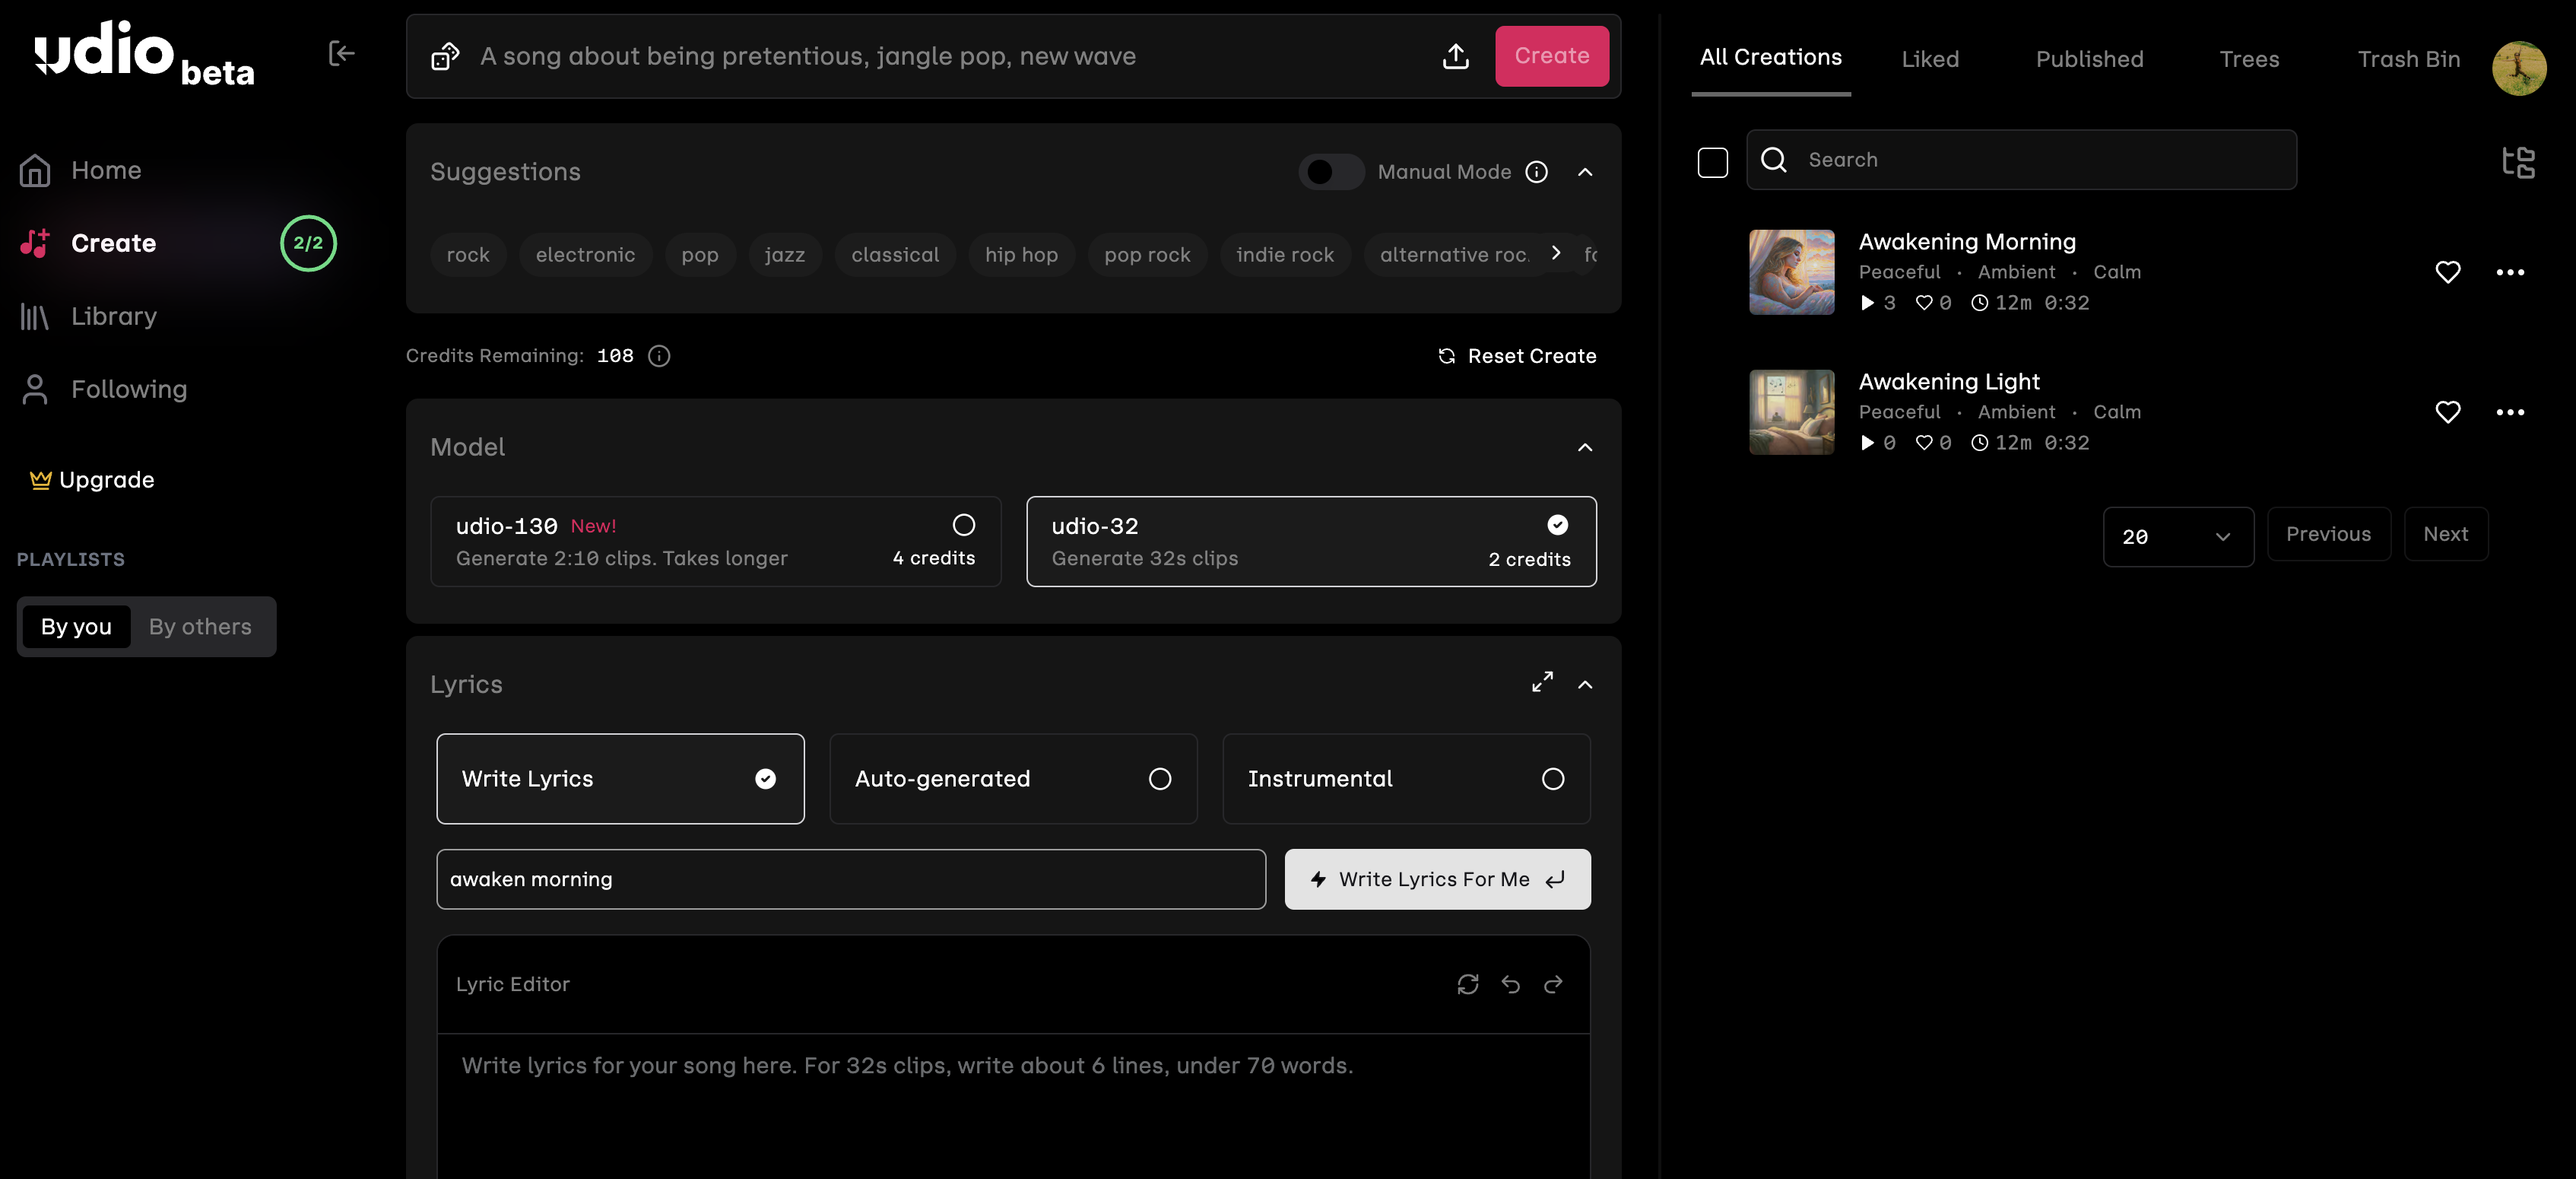 udio beta
Home
Create 2/2
Library
Following
Upgrade
PLAYLISTS
By you By others
A song about being pretentious, jangle pop, new wave Create
Suggestions Manual Mode
rock electronic pop jazz classical hip hop pop rock indie rock alternative roc. fo
Credits Remaining: 108 Reset Create
Model
udio-130 New!
Generate 2:10 clips. Takes longer 4 credits
udio-32
Generate 32s clips 2 credits
Lyrics
Write Lyrics Auto-generated Instrumental
awaken morning Write Lyrics For Me
Lyric Editor
Write lyrics for your song here. For 32s clips, write about 6 lines, under 70 words.
All Creations Liked Published Trees Trash Bin
Search
Awakening Morning
Peaceful · Ambient · Calm
3 0 12m 0:32
Awakening Light
Peaceful · Ambient · Calm
0 0 12m 0:32
20 Previous Next